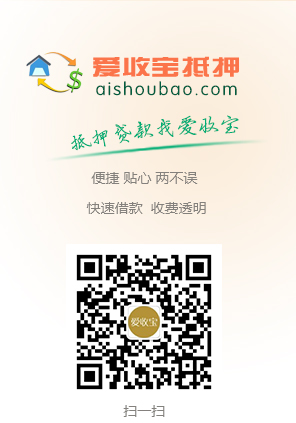 爱收宝抵押
$
aishoubao.com
抵押贷款找爱收宝
便捷 贴心 两不误
快速借款 收费透明
爱收宝
扫一扫